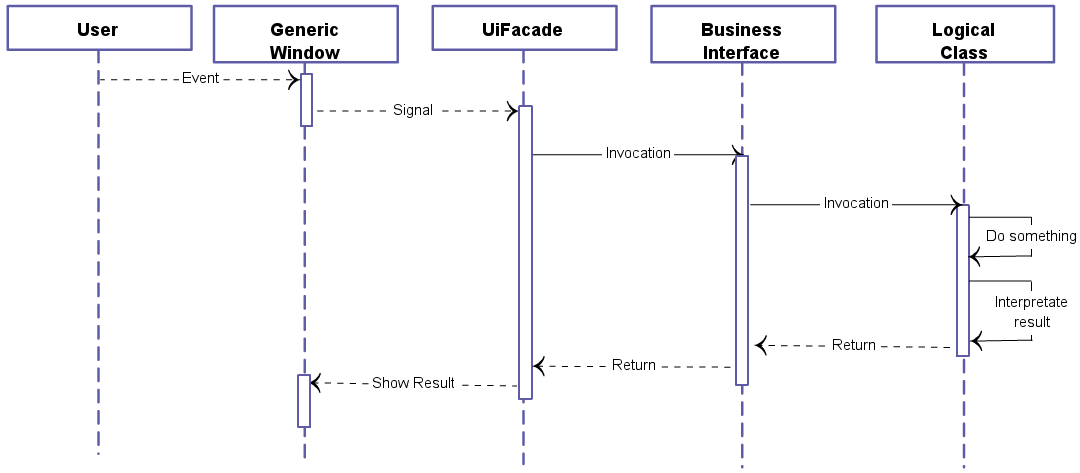 User
Generic
Window
UiFacade
Business
Interface
Logical
Class
Event
Signal
Invocation
Invocation
Do something
Interpretate
result
Return
Return
Show Result